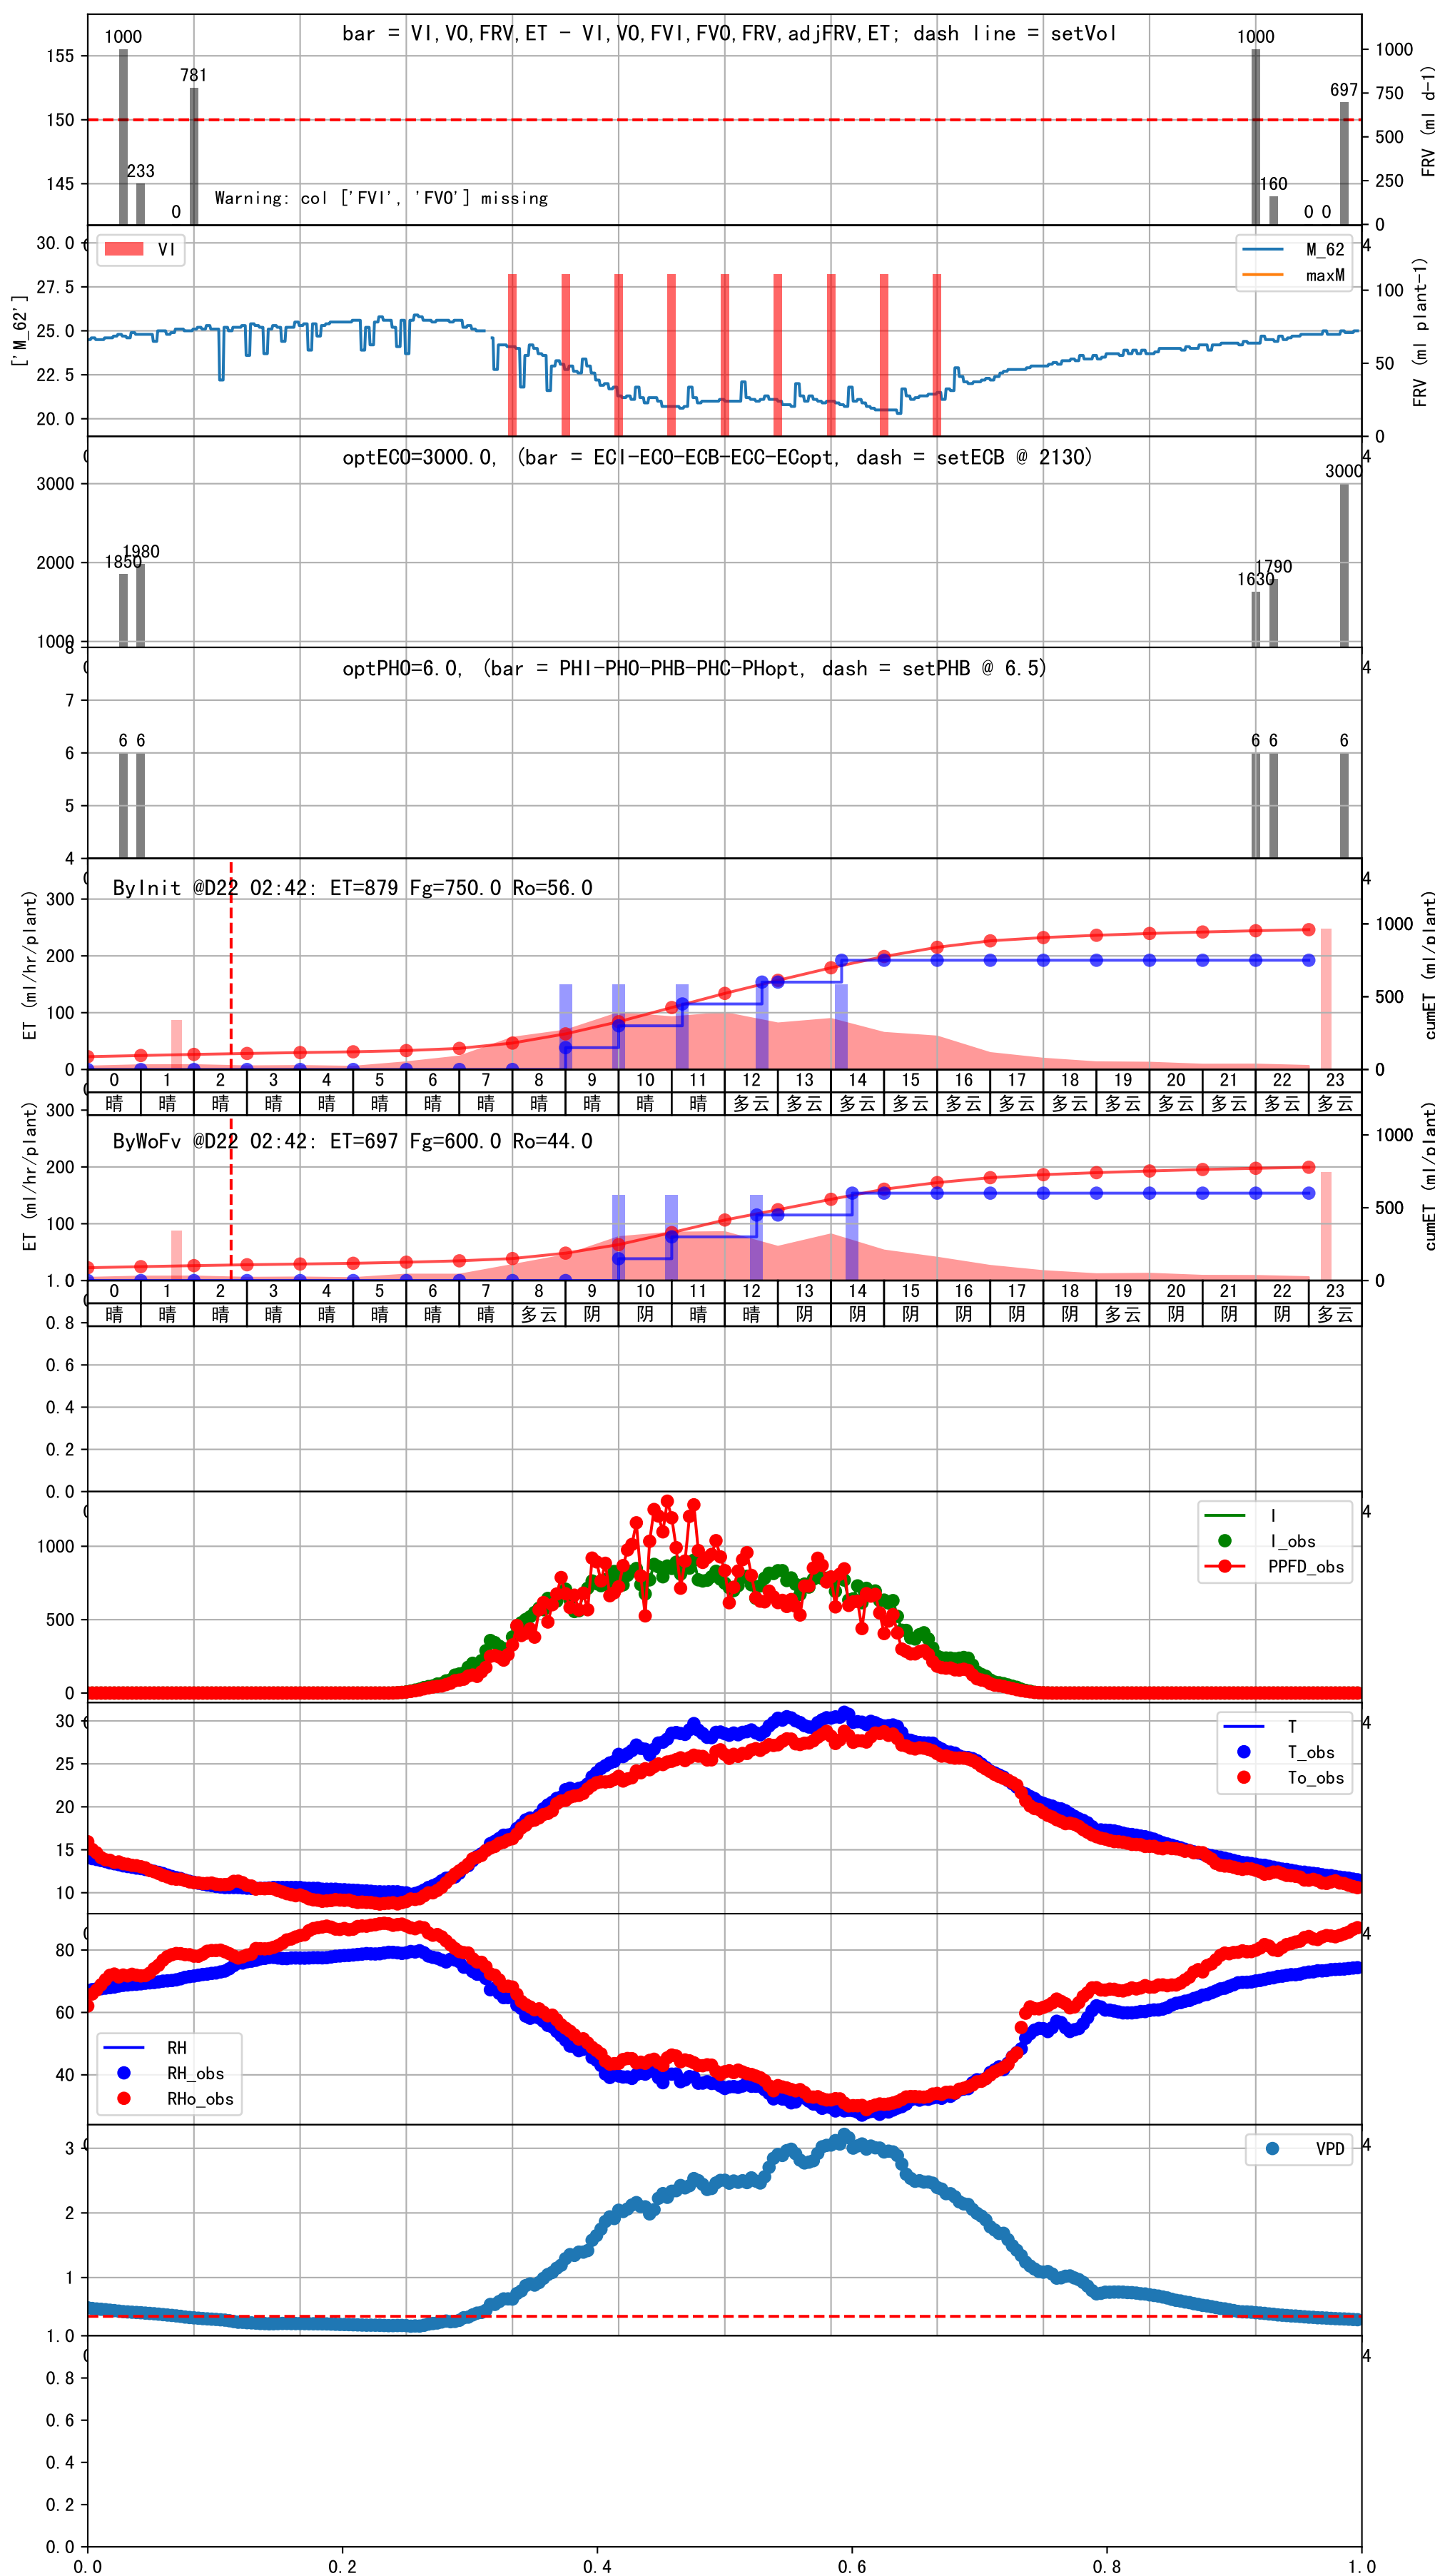 bar = VI,VO,FRV,ET - VI,VO,FVI,FVO,FRV,adjFRV,ET; dash line = setVol
1000
233
0
781
1000
160
0 0
697
155
150
145
1000
750
500
250
0
FRV (ml d-1)
Warning: col ['FVI', 'FVO'] missing
30.0
27.5
25.0
22.5
20.0
['M_62']
VI
M_62
maxM
4
100
50
0
FRV (ml plant-1)
optECO=3000.0, (bar = ECI-ECO-ECB-ECC-ECopt, dash = setECB @ 2130)
4
3000
2000
1000
1850
1980
1630
1790
3000
optPHO=6.0, (bar = PHI-PHO-PHB-PHC-PHopt, dash = setPHB @ 6.5)
4
8
7
6
5
4
6 6
6 6
6
ByInit @D22 02:42: ET=879 Fg=750.0 Ro=56.0
4
300
200
100
0
ET (ml/hr/plant)
1000
500
0
cumET (ml/plant)
0 1 2 3 4 5 6 7 8 9 10 11 12 13 14 15 16 17 18 19 20 21 22 23
晴 晴 晴 晴 晴 晴 晴 晴 晴 晴 晴 晴 多云 多云 多云 多云 多云 多云 多云 多云 多云 多云 多云 多云
ByWoFv @D22 02:42: ET=697 Fg=600.0 Ro=44.0
300
200
100
1.0
ET (ml/hr/plant)
1000
500
0
cumET (ml/plant)
0 1 2 3 4 5 6 7 8 9 10 11 12 13 14 15 16 17 18 19 20 21 22 23
晴 晴 晴 晴 晴 晴 晴 晴 多云 阴 阴 晴 晴 阴 阴 阴 阴 阴 阴 多云 阴 阴 阴 多云
0.8
0.6
0.4
0.2
0.0
4
1000
500
0
I
I_obs
PPFD_obs
4
30
25
20
15
10
T
T_obs
To_obs
4
80
60
40
RH
RH_obs
RHo_obs
4
3
2
1
VPD
4
1.0
0.8
0.6
0.4
0.2
0.0
0.0 0.2 0.4 0.6 0.8 1.0